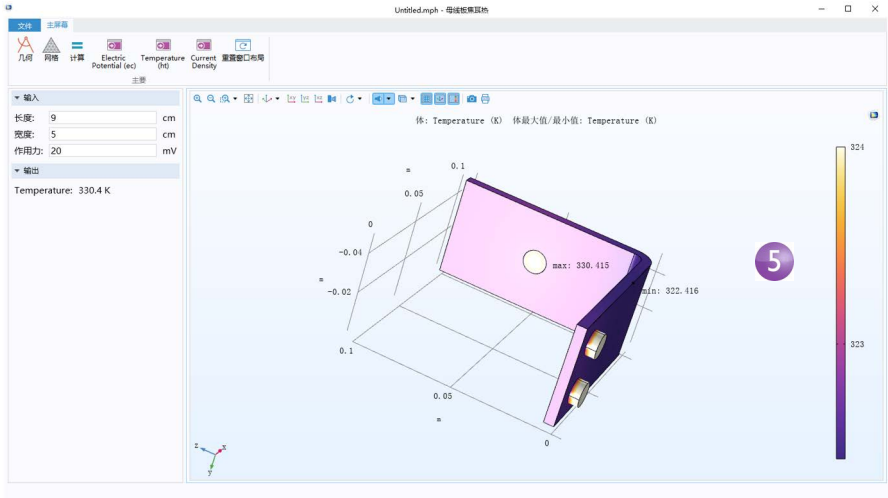 Untitled.mph - 母线板焦耳热
文件 主屏幕
几何 网格 计算 Electric Potential (ec) Temperature (ht) Current Density 重置窗口布局
主要
输入
长度: 9 cm
宽度: 5 cm
作用力: 20 mV
输出
Temperature: 330.4 K
体: Temperature (K) 体最大值/最小值: Temperature (K)
324
m
0.1
0.05
0
-0.04
max: 330.415
5
m
-0.02
min: 322.416
323
0.1
0.05
m
0
z
x
y